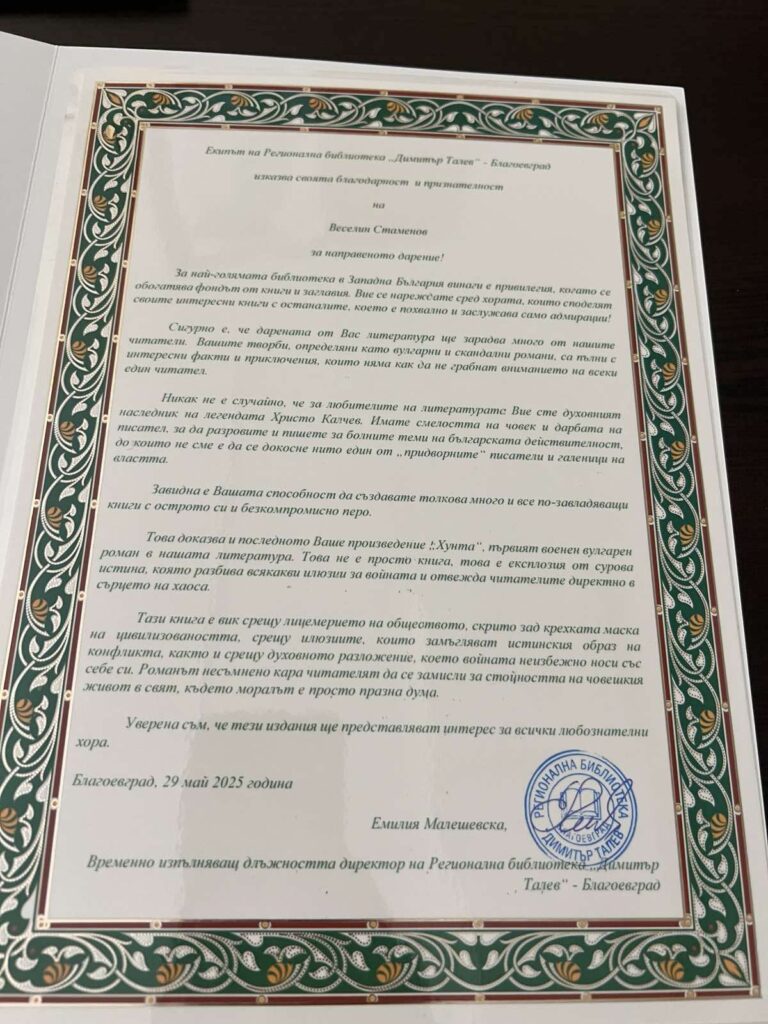 Екипът на Регионална библиотека „Димитър Талев“ - Благоевград
изказва своята благодарност и признателност
на
Веселин Стаменов
за направеното дарение!
За най-голямата библиотека в Западна България винаги е привилегия, когато се
обогатява фондът от книги и заглавия. Вие се нареждате сред хората, които споделят
своите интересни книги с останалите, което е похвално и заслужава само адмирации!
Сигурно е, че дарената от Вас литература ще зарадва много от нашите
читатели. Вашите творби, определяни като вулгарни и скандални романи, са пълни с
интересни факти и приключения, които няма как да не грабнат вниманието на всеки
един читател.
Никак не е случайно, че за любителите на литературатс Вие сте духовният
наследник на легендата Христо Калчев. Имате смелостта на човек и дарбата на
писател, за да разровите и пишете за болните теми на българската действителност,
до които не сме е да се докосне нито един от „придворните“ писатели и галеници на
властта.
Завидна е Вашата способност да създавате толкова много и все по-завладяващи
книги с острото си и безкомпромисно перо.
Това доказва и последното Ваше произведение „Хунта“, първият военен вулгарен
роман в нашата литература. Това не е просто книга, това е експлозия от сурова
истина, която разбива всякакви илюзии за войната и отвежда читателите директно в
сърцето на хаоса.
Тази книга е вик срещу лицемерието на обществото, скрито зад крехката маска
на цивилизоваността, срещу илюзиите, които замъгляват истинския образ на
конфликта, както и срещу духовното разложение, което войната неизбежно носи със
себе си. Романът несъмнено кара читателят да се замисли за стойността на човешкия
живот в свят, където моралът е просто празна дума.
Уверена съм, че тези издания ще представляват интерес за всички любознателни
хора.
Благоевград, 29 май 2025 година
РЕГИОНАЛНА БИБЛИОТЕКА
БЛАГОЕВГРАД
ДИМИТЪР ТАЛЕВ
Емилия Малешевска,
Временно изпълняващ длъжността директор на Регионална библиотека „Димитър
Талев“ - Благоевград